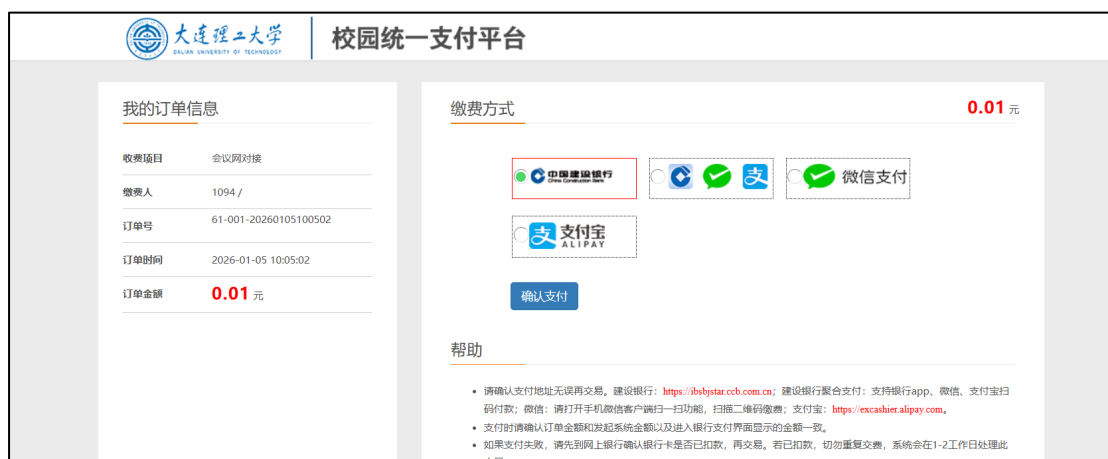 大连理工大学
DALIAN UNIVERSITY OF TECHNOLOGY
校园统一支付平台
我的订单信息
收费项目 会议网对接
缴费人 1094 /
订单号 61-001-20260105100502
订单时间 2026-01-05 10:05:02
订单金额 0.01 元
缴费方式 0.01 元
中国建设银行
China Construction Bank
支
微信支付
支 支付宝
ALIPAY
确认支付
帮助
请确认支付地址无误再交易。建设银行：https://ibsbjstar.ccb.com.cn；建设银行聚合支付：支持银行app、微信、支付宝扫
码付款；微信：请打开手机微信客户端扫一扫功能，扫描二维码缴费；支付宝：https://excashier.alipay.com。
支付时请确认订单金额和发起系统金额以及进入银行支付界面显示的金额一致。
如果支付失败，请先到网上银行确认银行卡是否已扣款，再交易。若已扣款，切勿重复交费，系统会在1-2工作日处理此